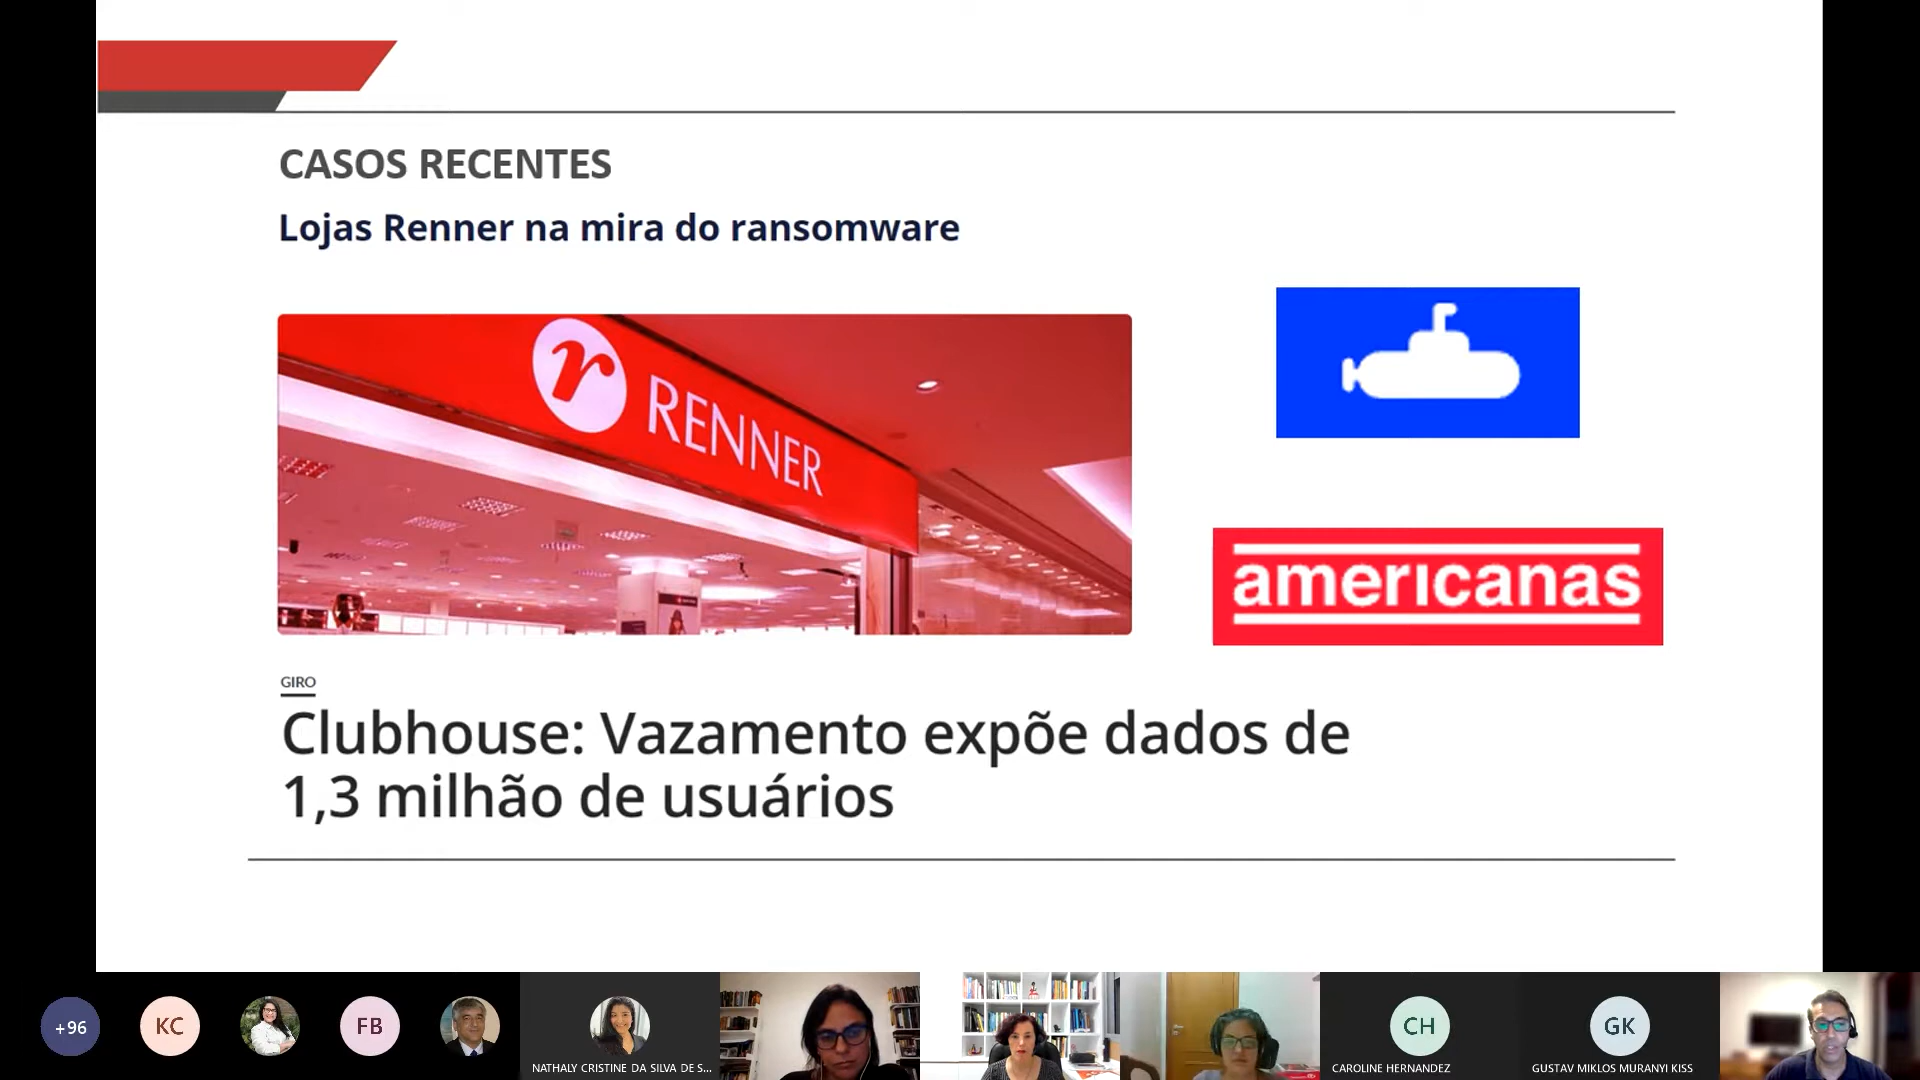 CASOS RECENTES
Lojas Renner na mira do ransomware
r RENNER
americanas
GIRO
Clubhouse: Vazamento expõe dados de
1,3 milhão de usuários
+96
KC
FB
NATHALY CRISTINE DA SILVA DE S...
CH
CAROLINE HERNANDEZ
GK
GUSTAV MIKLOS MURANYI KISS